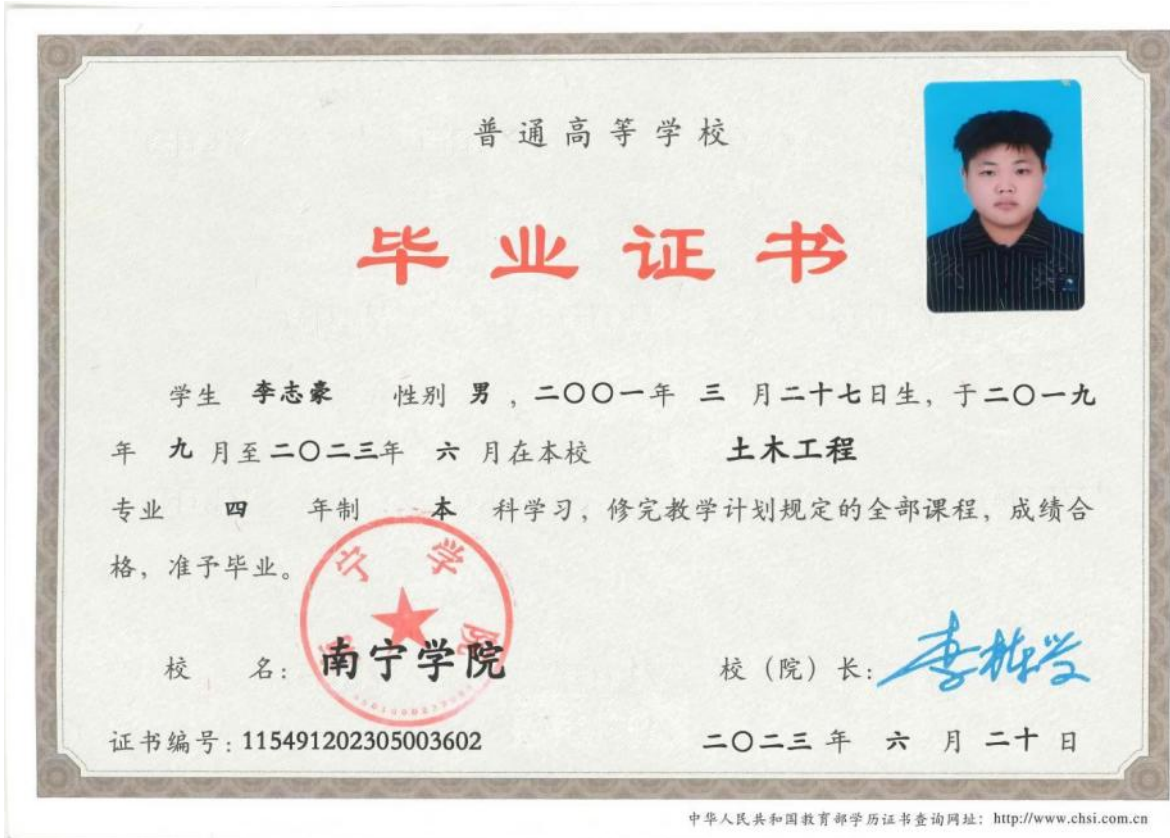 普通高等学校
毕业证书
学生 李志豪 性别 男，二〇〇一年 三 月二十七日生，于二〇一九
年 九 月至二〇二三年 六 月在本校 土木工程
专业 四 年制 本 科学习，修完教学计划规定的全部课程，成绩合
格，准予毕业。
宁学院
校 名：南宁学院 校（院）长：
证书编号：115491202305003602 二〇二三 年 六 月 二十 日
中华人民共和国教育部学历证书查询网址：http://www.chsi.com.cn